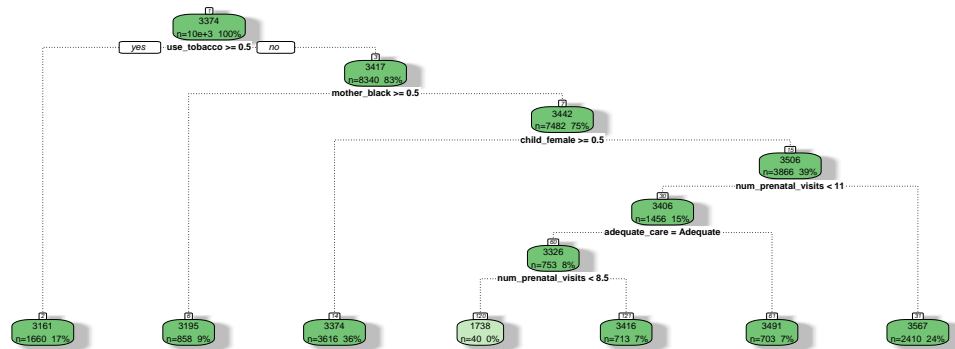 1
3374
n=10e+3 100%
yes use_tobacco >= 0.5 no
3
3417
n=8340 83%
mother_black >= 0.5
7
3442
n=7482 75%
child_female >= 0.5
15
3506
n=3866 39%
num_prenatal_visits < 11
30
3406
n=1456 15%
adequate_care = Adequate
60
3326
n=753 8%
num_prenatal_visits < 8.5
2
3161
n=1660 17%
6
3195
n=858 9%
14
3374
n=3616 36%
120
1738
n=40 0%
121
3416
n=713 7%
61
3491
n=703 7%
31
3567
n=2410 24%